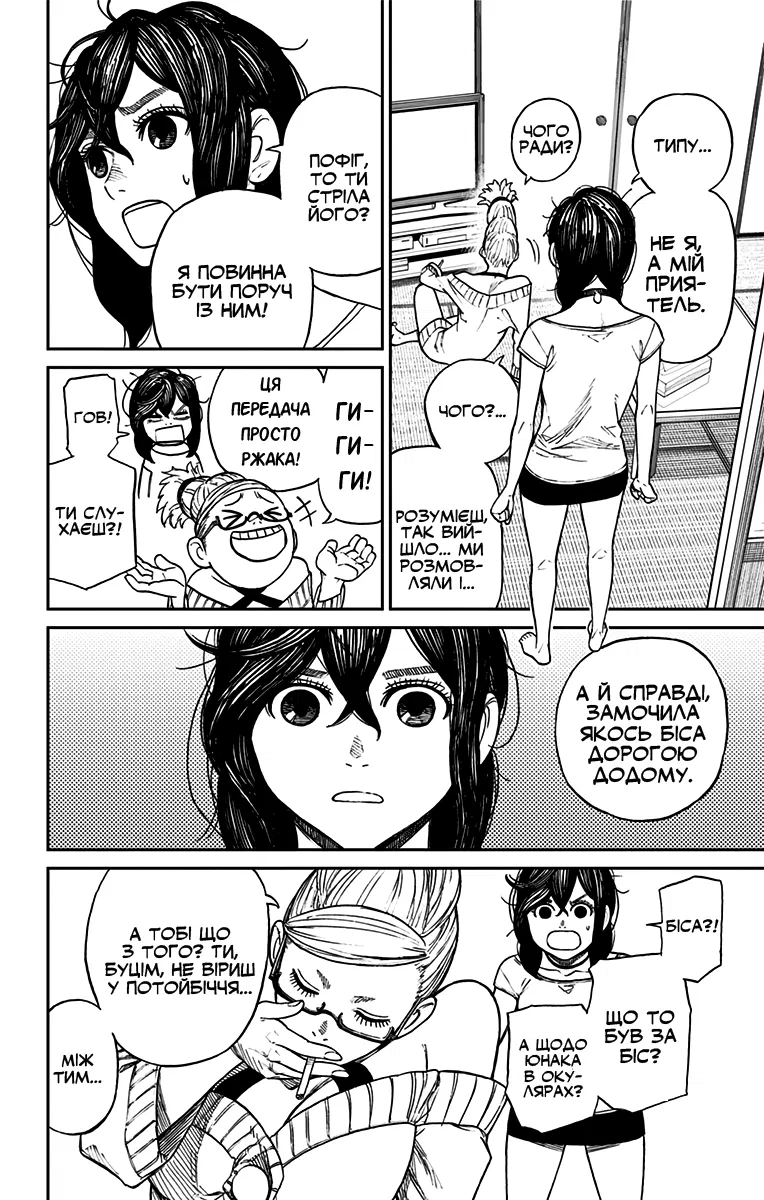 ТИПУ...
НЕ Я,
А МІЙ
ПРИЯ-
ТЕЛЬ.
ЧОГО
РАДИ?
ЧОГО?...
РОЗУМІЄШ,
ТАК ВИЙ-
ШЛО... МИ
РОЗМОВ-
ЛЯЛИ І...
ПОФІГ,
ТО ТИ
СТРІЛА
ЙОГО?
Я ПОВИННА
БУТИ ПОРУЧ
ІЗ НИМ!
ГИ-
ГИ-
ГИ!
ЦЯ
ПЕРЕДАЧА
ПРОСТО
РЖАКА!
ГОВ!
ТИ СЛУ-
ХАЄШ?!
А Й СПРАВДІ,
ЗАМОЧИЛА
ЯКОСЬ БІСА
ДОРОГОЮ
ДОДОМУ.
БІСА?!
ЩО ТО
БУВ ЗА
БІС?
А ЩОДО
ЮНАКА
В ОКУ-
ЛЯРАХ?
А ТОБІ ЩО
З ТОГО? ТИ,
БУЦІМ, НЕ ВІРИШ
У ПОТОЙБІЧЧЯ...
МІЖ
ТИМ...